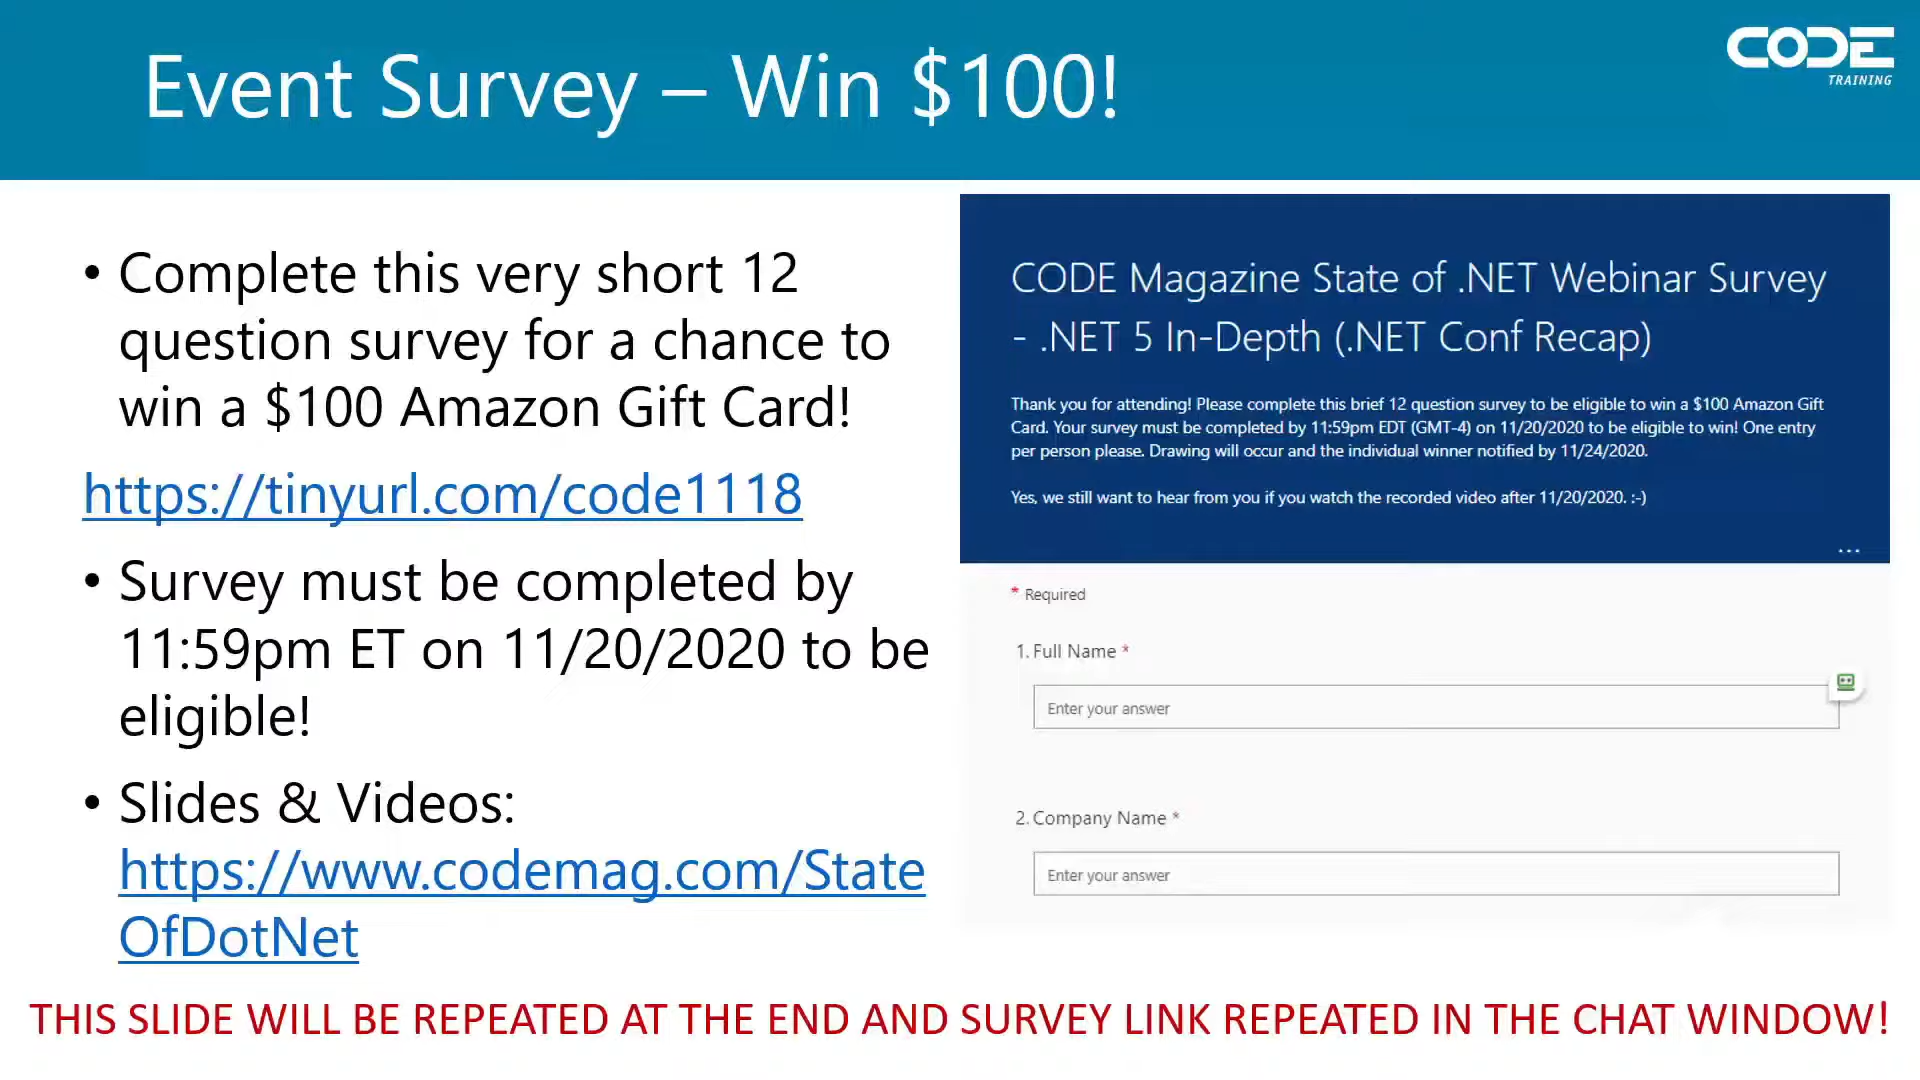 Event Survey – Win $100!
CODE
TRAINING
• Complete this very short 12
question survey for a chance to
win a $100 Amazon Gift Card!
https://tinyurl.com/code1118
• Survey must be completed by
11:59pm ET on 11/20/2020 to be
eligible!
• Slides & Videos:
https://www.codemag.com/State
OfDotNet
CODE Magazine State of .NET Webinar Survey
- .NET 5 In-Depth (.NET Conf Recap)
Thank you for attending! Please complete this brief 12 question survey to be eligible to win a $100 Amazon Gift
Card. Your survey must be completed by 11:59pm EDT (GMT-4) on 11/20/2020 to be eligible to win! One entry
per person please. Drawing will occur and the individual winner notified by 11/24/2020.
Yes, we still want to hear from you if you watch the recorded video after 11/20/2020. :-)
...
* Required
1. Full Name *
Enter your answer
2. Company Name *
Enter your answer
THIS SLIDE WILL BE REPEATED AT THE END AND SURVEY LINK REPEATED IN THE CHAT WINDOW!